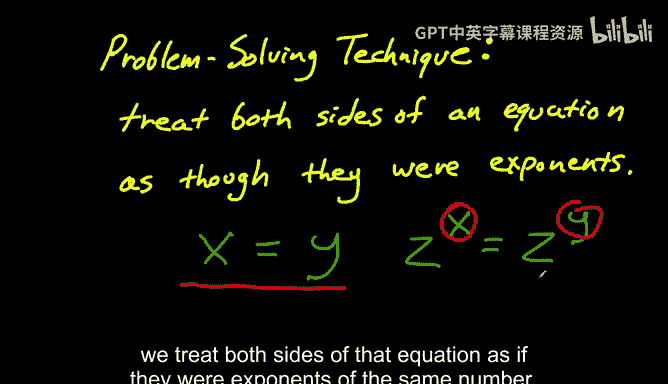 GPT中英字幕课程资源 bilibili
Problem-Solving Technique:
treat both sides of an equation
as though they were exponents.
x = y z^x = z^y
we treat both sides of that equation as if
they were exponents of the same number